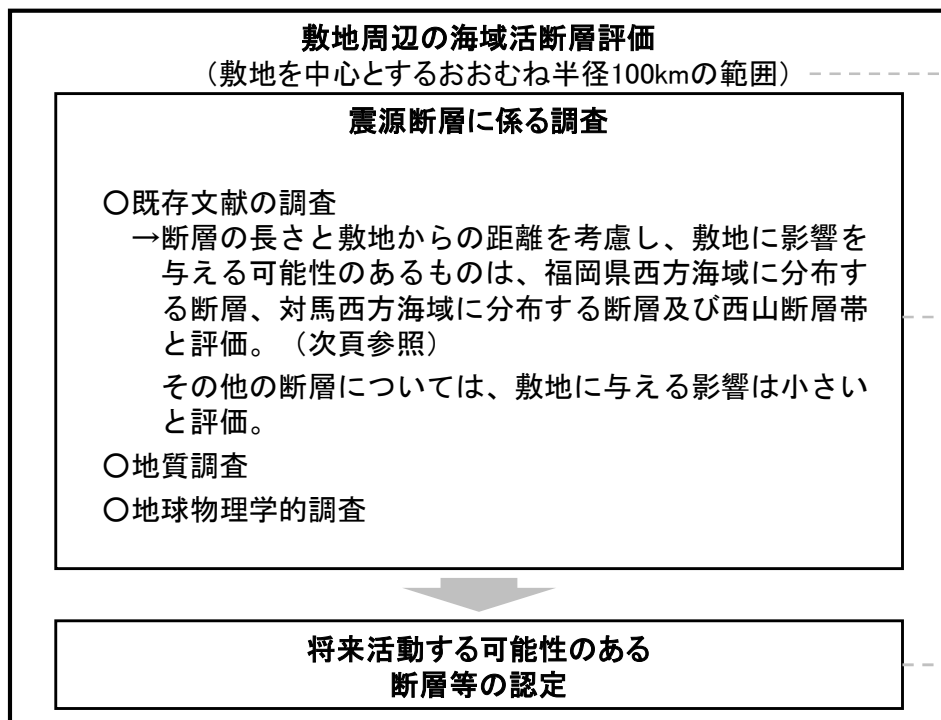 敷地周辺の海域活断層評価
（敷地を中心とするおおむね半径100kmの範囲）
震源断層に係る調査
〇既存文献の調査
→断層の長さと敷地からの距離を考慮し、敷地に影響を
与える可能性のあるものは、福岡県西方海域に分布す
る断層、対馬西方海域に分布する断層及び西山断層帯
と評価。（次頁参照）
その他の断層については、敷地に与える影響は小さい
と評価。
〇地質調査
〇地球物理学的調査
将来活動する可能性のある
断層等の認定